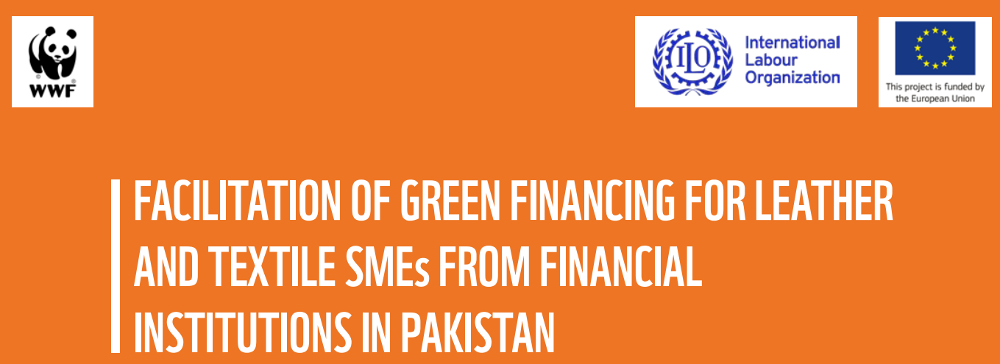 WWF
ILO
International
Labour
Organization
This project is funded by
the European Union
FACILITATION OF GREEN FINANCING FOR LEATHER
AND TEXTILE SMEs FROM FINANCIAL
INSTITUTIONS IN PAKISTAN